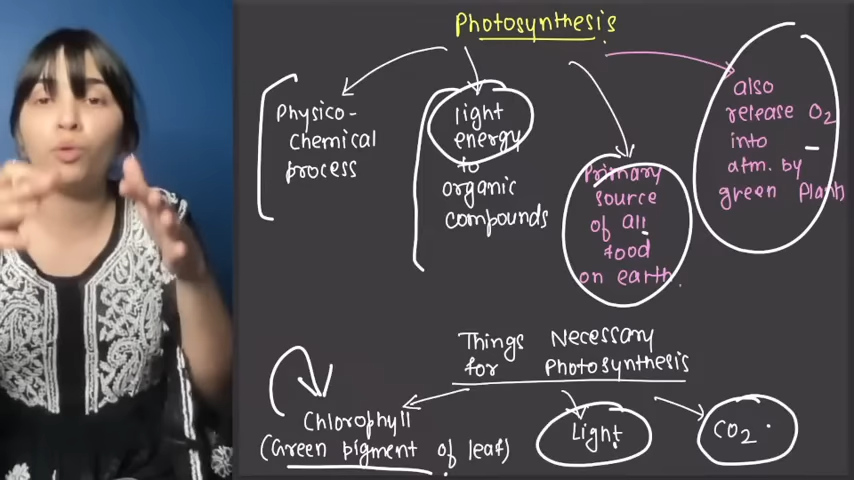 Photosynthesis
Physico-
Chemical
process
light
energy
to
organic
compounds
Primary
source
of all
food
on earth.
also
release O2
into
atm. by
green Plants
Things Necessary
for Photosynthesis
Chlorophyll
(Green pigment of leaf)
Light
CO2